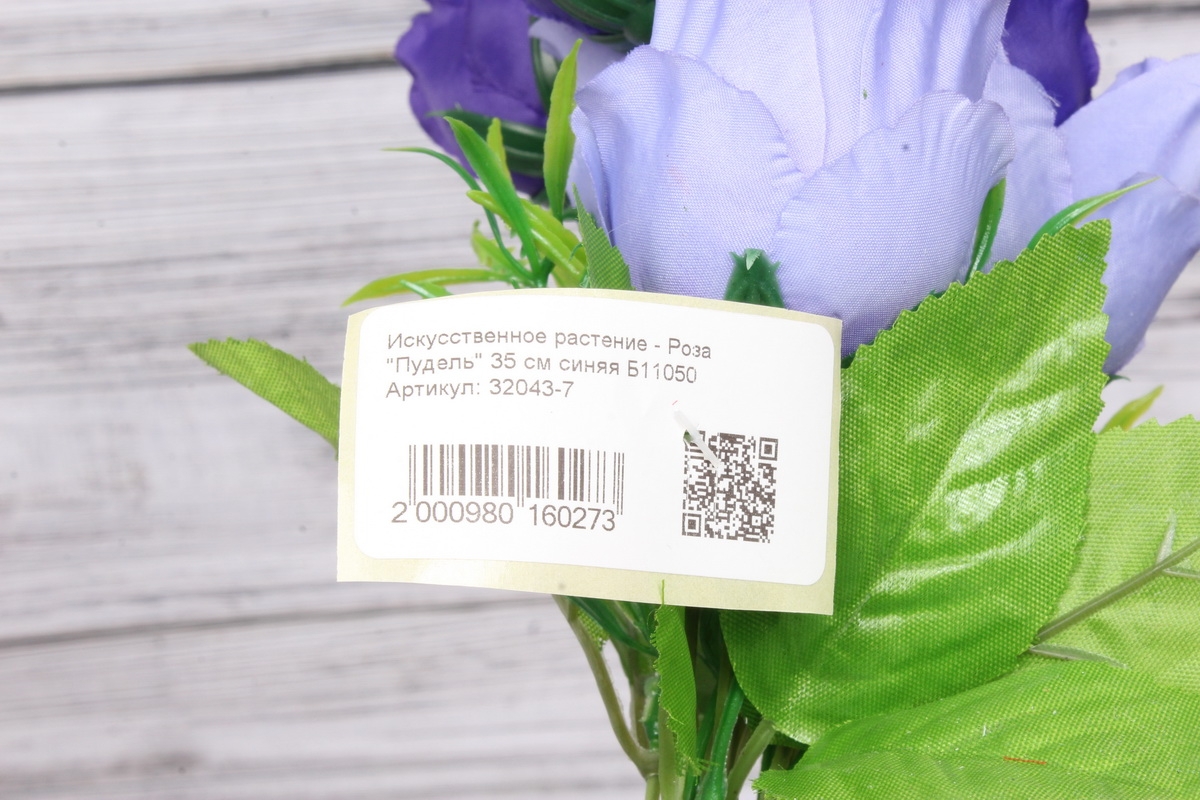 Искусственное растение - Роза
"Пудель" 35 см синяя Б11050
Артикул: 32043-7
2 000980 160273